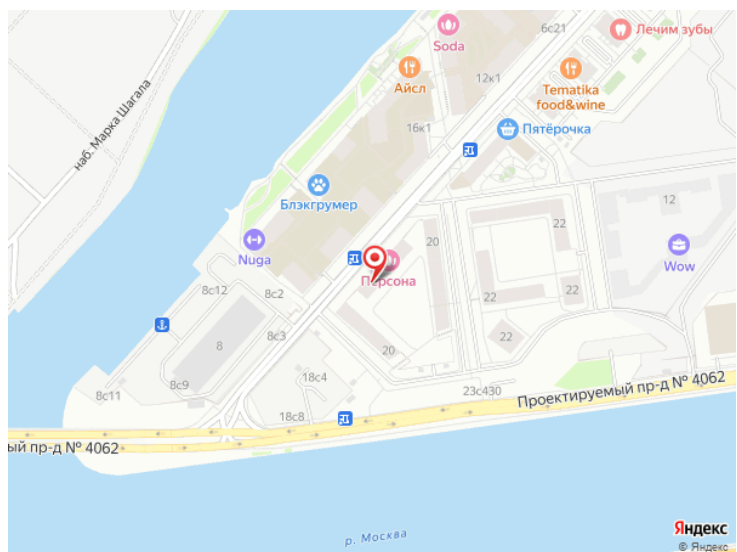 6с21
Лечим зубы
Soda
наб. Марка Шагала
Айсл
12к1
Tematika
food&wine
16к1
Пятёрочка
Блэкгрумер
12
20
22
Nuga
Wow
Персона
8с12
8с2
22
22
8
8с3
22
20
18с4
8с9
8с11
23с430
Проектируемый пр-д № 4062
18с8
ый пр-д № 4062
р. Москва
Яндекс
© Яндекс